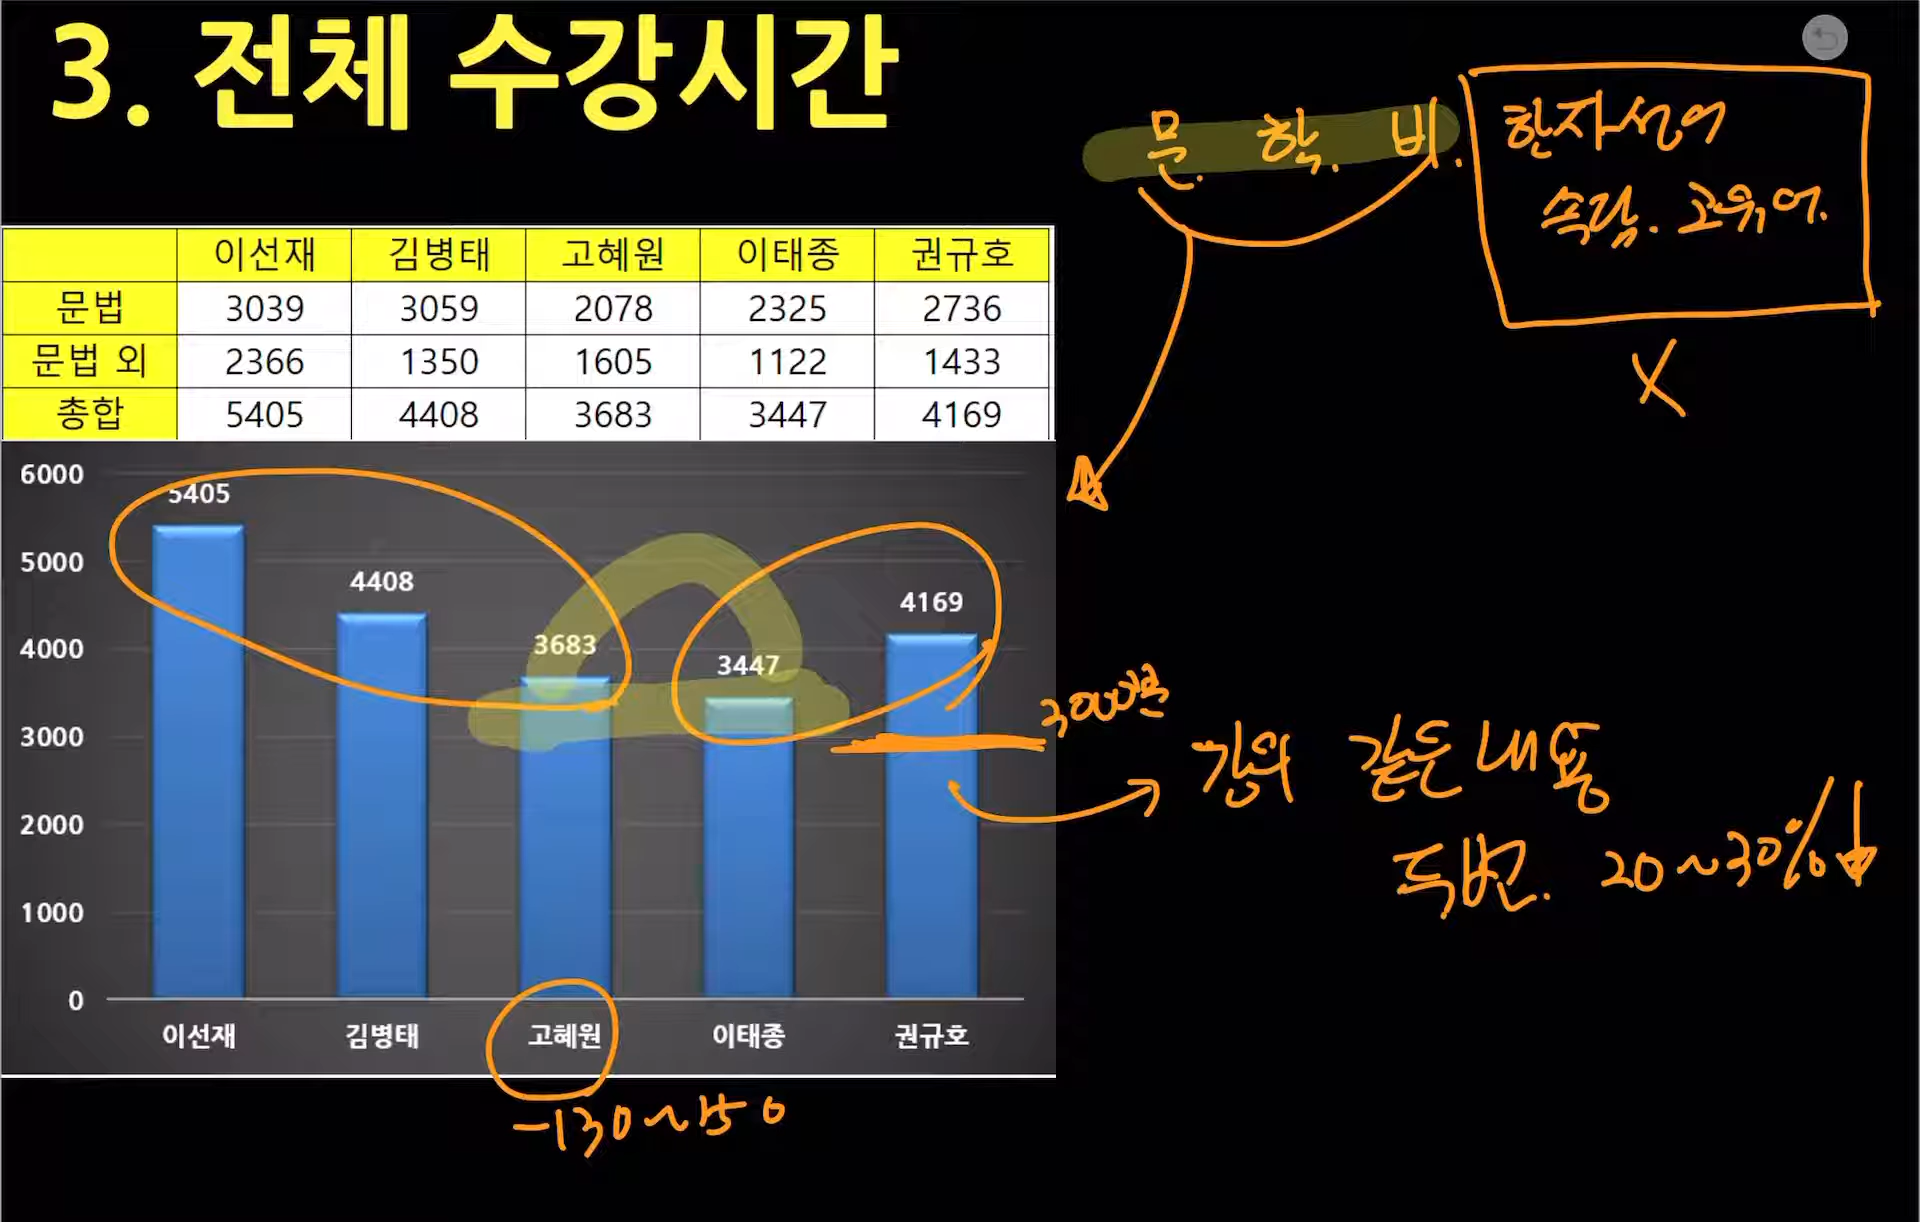 3. 전체 수강시간
문. 학. 비.
한자성어
속담. 고유어.
X
이선재 김병태 고혜원 이태종 권규호
문법 3039 3059 2078 2325 2736
문법 외 2366 1350 1605 1122 1433
총합 5405 4408 3683 3447 4169
6000
5000
4000
3000
2000
1000
0
5405
4408
3683
3447
4169
3000분
강의 같은 내용
두번. 20~30%↓
이선재 김병태 고혜원 이태종 권규호
-130~150